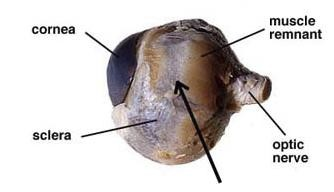 cornea
muscle
remnant
sclera
optic
nerve